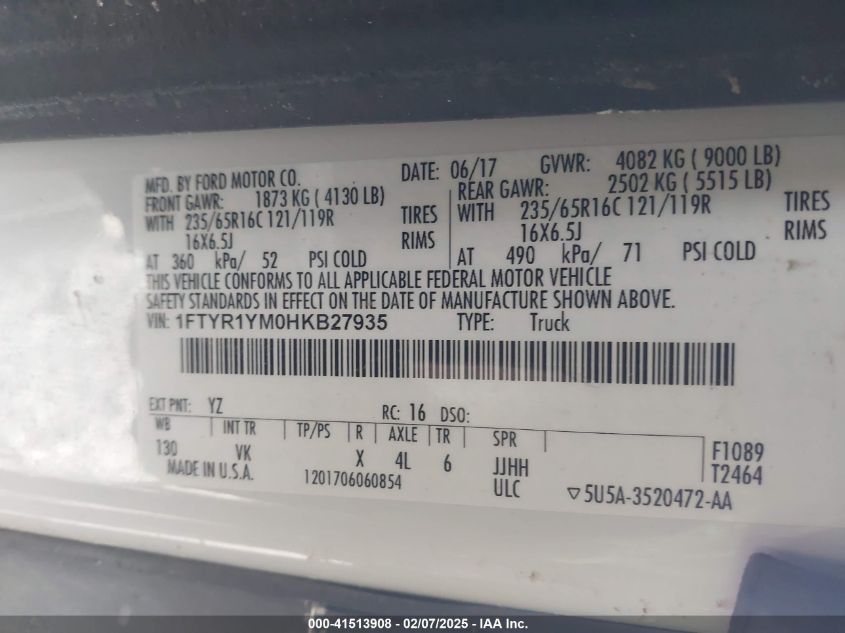 MFD. BY FORD MOTOR CO. DATE: 06/17 GVWR: 4082 KG ( 9000 LB)
FRONT GAWR: 1873 KG ( 4130 LB) REAR GAWR: 2502 KG ( 5515 LB)
WITH 235/65R16C 121/119R TIRES WITH 235/65R16C 121/119R TIRES
16X6.5J RIMS 16X6.5J RIMS
AT 360 kPa/ 52 PSI COLD AT 490 kPa/ 71 PSI COLD
THIS VEHICLE CONFORMS TO ALL APPLICABLE FEDERAL MOTOR VEHICLE
SAFETY STANDARDS IN EFFECT ON THE DATE OF MANUFACTURE SHOWN ABOVE.
VIN: 1FTYR1YM0HKB27935 TYPE: Truck
EXT PNT: YZ RC: 16 DSO:
WB INT TR TP/PS R AXLE TR SPR
130 VK X 4L 6 JJHH F1089
MADE IN U.S.A. 1201706060854 ULC T2464
▽5U5A-3520472-AA
000-41513908 - 02/07/2025 - IAA Inc.